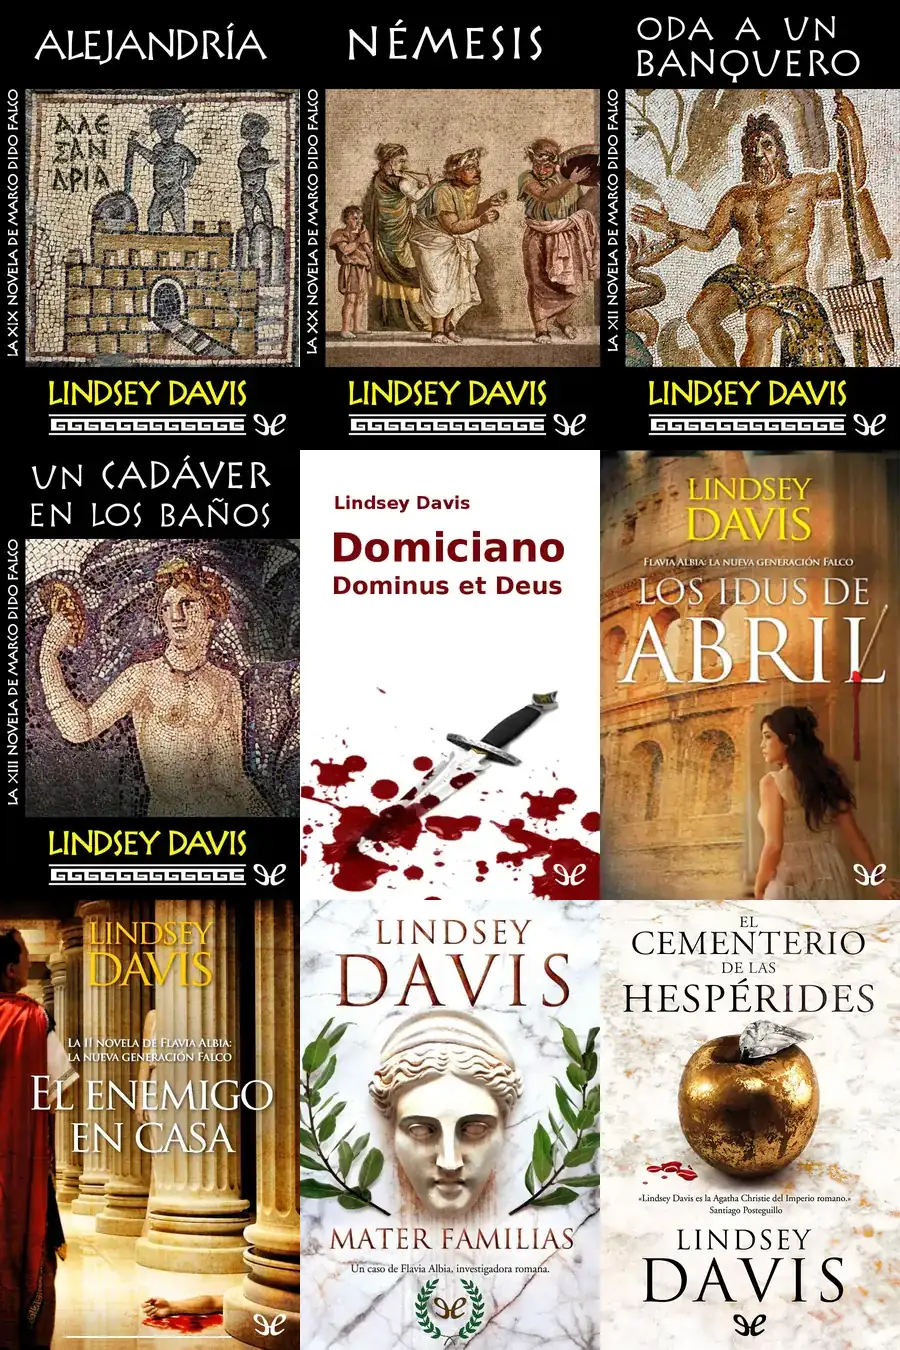 ALEJANDRÍA
LA XIX NOVELA DE MARCO DIDO FALCO
ΑΛΕ
ΞΑΝ
ΔΡΙΑ
LINDSEY DAVIS
NÉMESIS
LA XX NOVELA DE MARCO DIDO FALCO
LINDSEY DAVIS
ODA A UN
BANQUERO
LA XII NOVELA DE MARCO DIDO FALCO
LINDSEY DAVIS
UN CADÁVER
EN LOS BAÑOS
LA XIII NOVELA DE MARCO DIDO FALCO
LINDSEY DAVIS
Lindsey Davis
Domiciano
Dominus et Deus
LINDSEY
DAVIS
FLAVIA ALBIA: LA NUEVA GENERACIÓN FALCO
LOS IDUS DE
ABRIL
LINDSEY
DAVIS
LA II NOVELA DE FLAVIA ALBIA:
LA NUEVA GENERACIÓN FALCO
EL ENEMIGO
EN CASA
LINDSEY
DAVIS
MATER FAMILIAS
Un caso de Flavia Albia, investigadora romana.
EL
CEMENTERIO
DE LAS
HESPÉRIDES
«Lindsey Davis es la Agatha Christie del Imperio romano.»
Santiago Posteguillo
LINDSEY
DAVIS